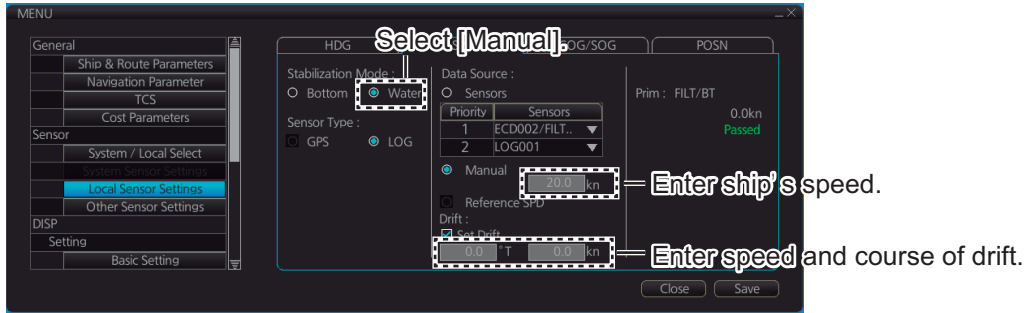 MENU
General
Ship & Route Parameters
Navigation Parameter
TCS
Cost Parameters
Sensor
System / Local Select
System Sensor Settings
Local Sensor Settings
Other Sensor Settings
DISP
Setting
Basic Setting
HDG
OG/SOG
POSN
Select [Manual].
Stabilization Mode :
Bottom
Water
Sensor Type :
GPS
LOG
Data Source :
Sensors
Priority Sensors
1 ECD002/FILT..
2 LOG001
Manual
20.0 kn
Enter ship's speed.
Reference SPD
Drift :
Set Drift
0.0 °T 0.0 kn
Enter speed and course of drift.
Prim : FILT/BT
0.0kn
Passed
Close Save